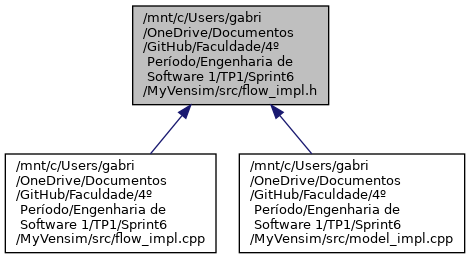 /mnt/c/Users/gabri
/OneDrive/Documentos
/GitHub/Faculdade/4º
Período/Engenharia de
Software 1/TP1/Sprint6
/MyVensim/src/flow_impl.h
/mnt/c/Users/gabri
/OneDrive/Documentos
/GitHub/Faculdade/4º
Período/Engenharia de
Software 1/TP1/Sprint6
/MyVensim/src/flow_impl.cpp
/mnt/c/Users/gabri
/OneDrive/Documentos
/GitHub/Faculdade/4º
Período/Engenharia de
Software 1/TP1/Sprint6
/MyVensim/src/model_impl.cpp